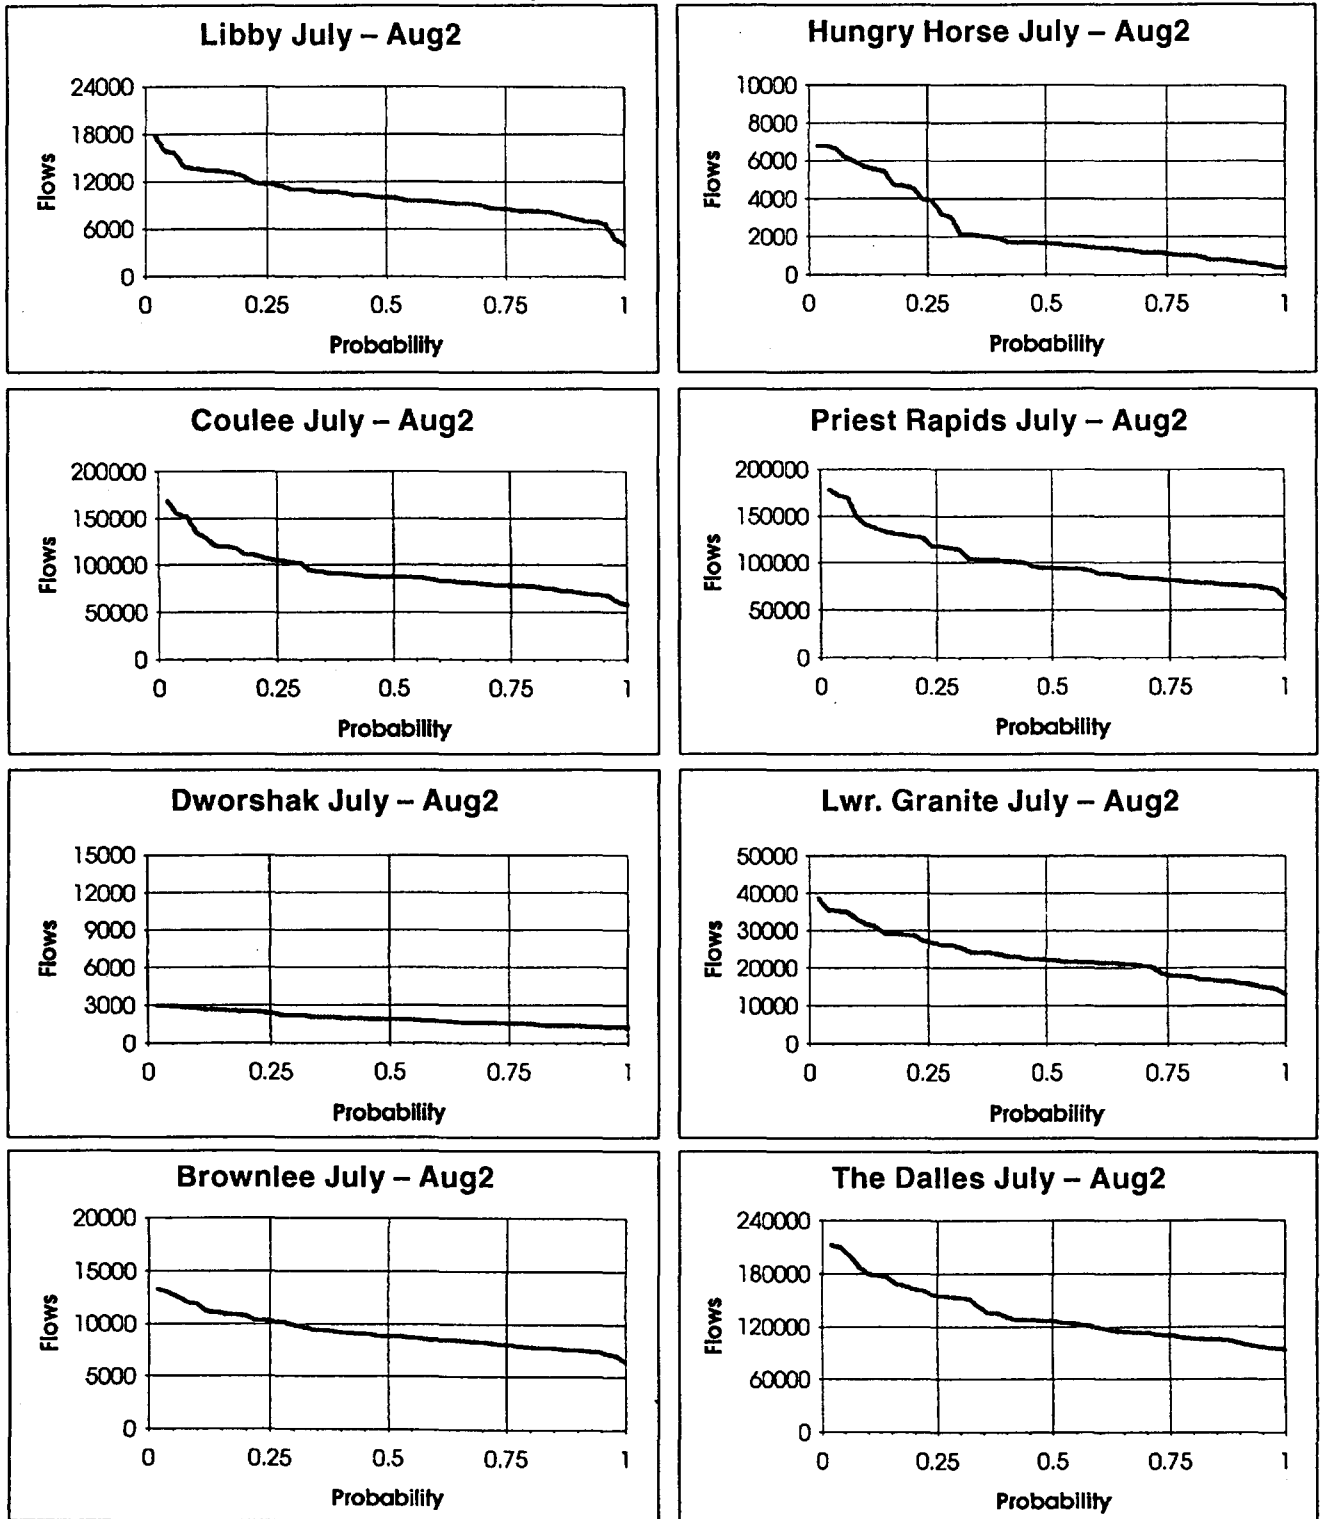 Libby July – Aug2
24000
18000
12000
6000
0
Flows
0 0.25 0.5 0.75 1
Probability
Hungry Horse July – Aug2
10000
8000
6000
4000
2000
0
Flows
0 0.25 0.5 0.75 1
Probability
Coulee July – Aug2
200000
150000
100000
50000
0
Flows
0 0.25 0.5 0.75 1
Probability
Priest Rapids July – Aug2
200000
150000
100000
50000
0
Flows
0 0.25 0.5 0.75 1
Probability
Dworshak July – Aug2
15000
12000
9000
6000
3000
0
Flows
0 0.25 0.5 0.75 1
Probability
Lwr. Granite July – Aug2
50000
40000
30000
20000
10000
0
Flows
0 0.25 0.5 0.75 1
Probability
Brownlee July – Aug2
20000
15000
10000
5000
0
Flows
0 0.25 0.5 0.75 1
Probability
The Dalles July – Aug2
240000
180000
120000
60000
0
Flows
0 0.25 0.5 0.75 1
Probability